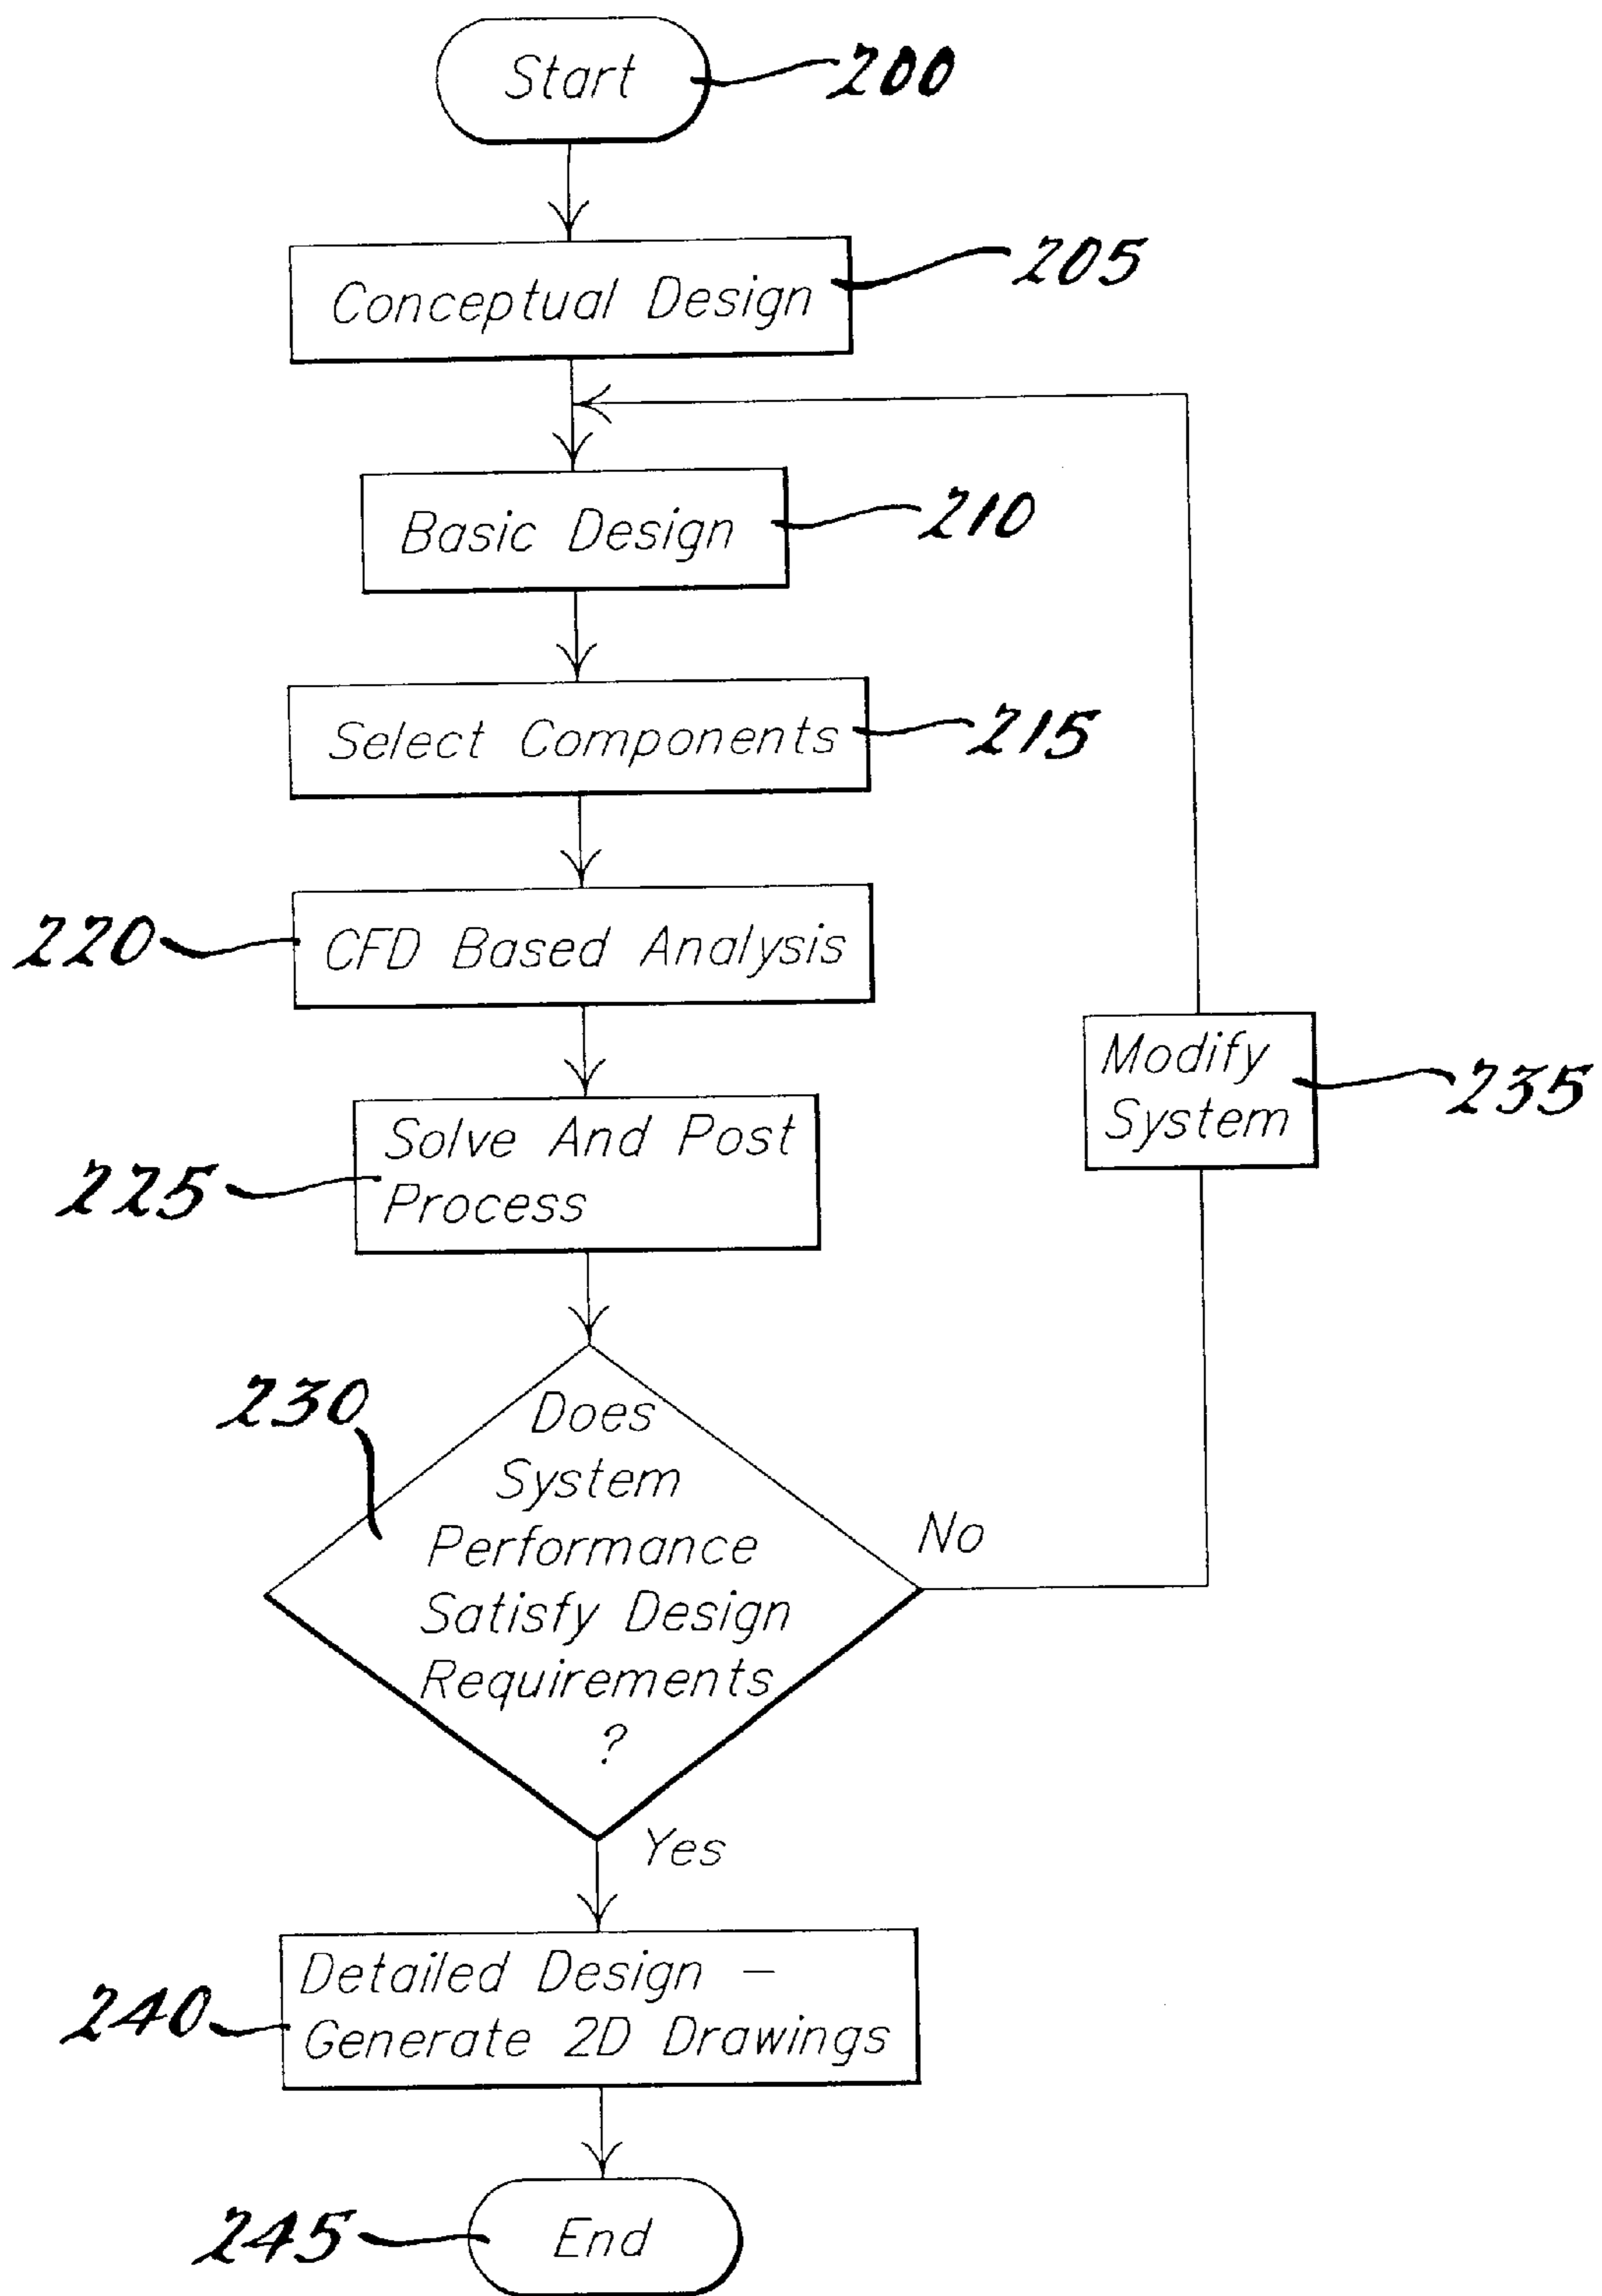 Start
200
Conceptual Design
205
Basic Design
210
Select Components
215
220
CFD Based Analysis
Modify
System
235
Solve And Post
Process
225
230
Does
System
Performance
Satisfy Design
Requirements
?
No
Yes
Detailed Design –
Generate 2D Drawings
240
245
End